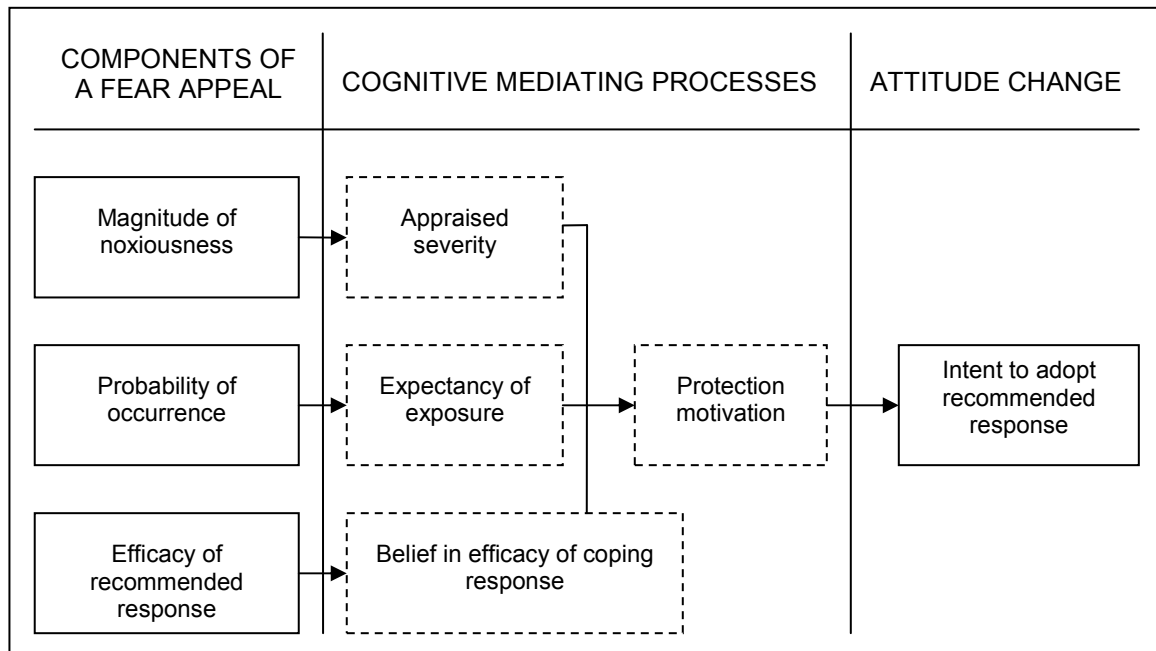 COMPONENTS OF
A FEAR APPEAL
COGNITIVE MEDIATING PROCESSES
ATTITUDE CHANGE
Magnitude of
noxiousness
Appraised
severity
Probability of
occurrence
Expectancy of
exposure
Protection
motivation
Intent to adopt
recommended
response
Efficacy of
recommended
response
Belief in efficacy of coping
response